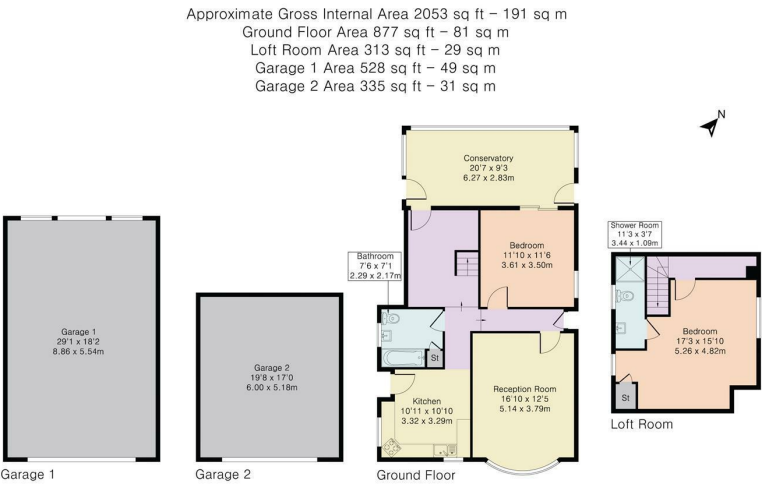 Approximate Gross Internal Area 2053 sq ft - 191 sq m
Ground Floor Area 877 sq ft - 81 sq m
Loft Room Area 313 sq ft - 29 sq m
Garage 1 Area 528 sq ft - 49 sq m
Garage 2 Area 335 sq ft - 31 sq m
N
Conservatory
20'7 x 9'3
6.27 x 2.83m
Bedroom
11'10 x 11'6
3.61 x 3.50m
Bathroom
7'6 x 7'1
2.29 x 2.17m
St
Kitchen
10'11 x 10'10
3.32 x 3.29m
Reception Room
16'10 x 12'5
5.14 x 3.79m
Ground Floor
Garage 1
29'1 x 18'2
8.86 x 5.54m
Garage 1
Garage 2
19'8 x 17'0
6.00 x 5.18m
Garage 2
Shower Room
11'3 x 3'7
3.44 x 1.09m
Bedroom
17'3 x 15'10
5.26 x 4.82m
St
Loft Room